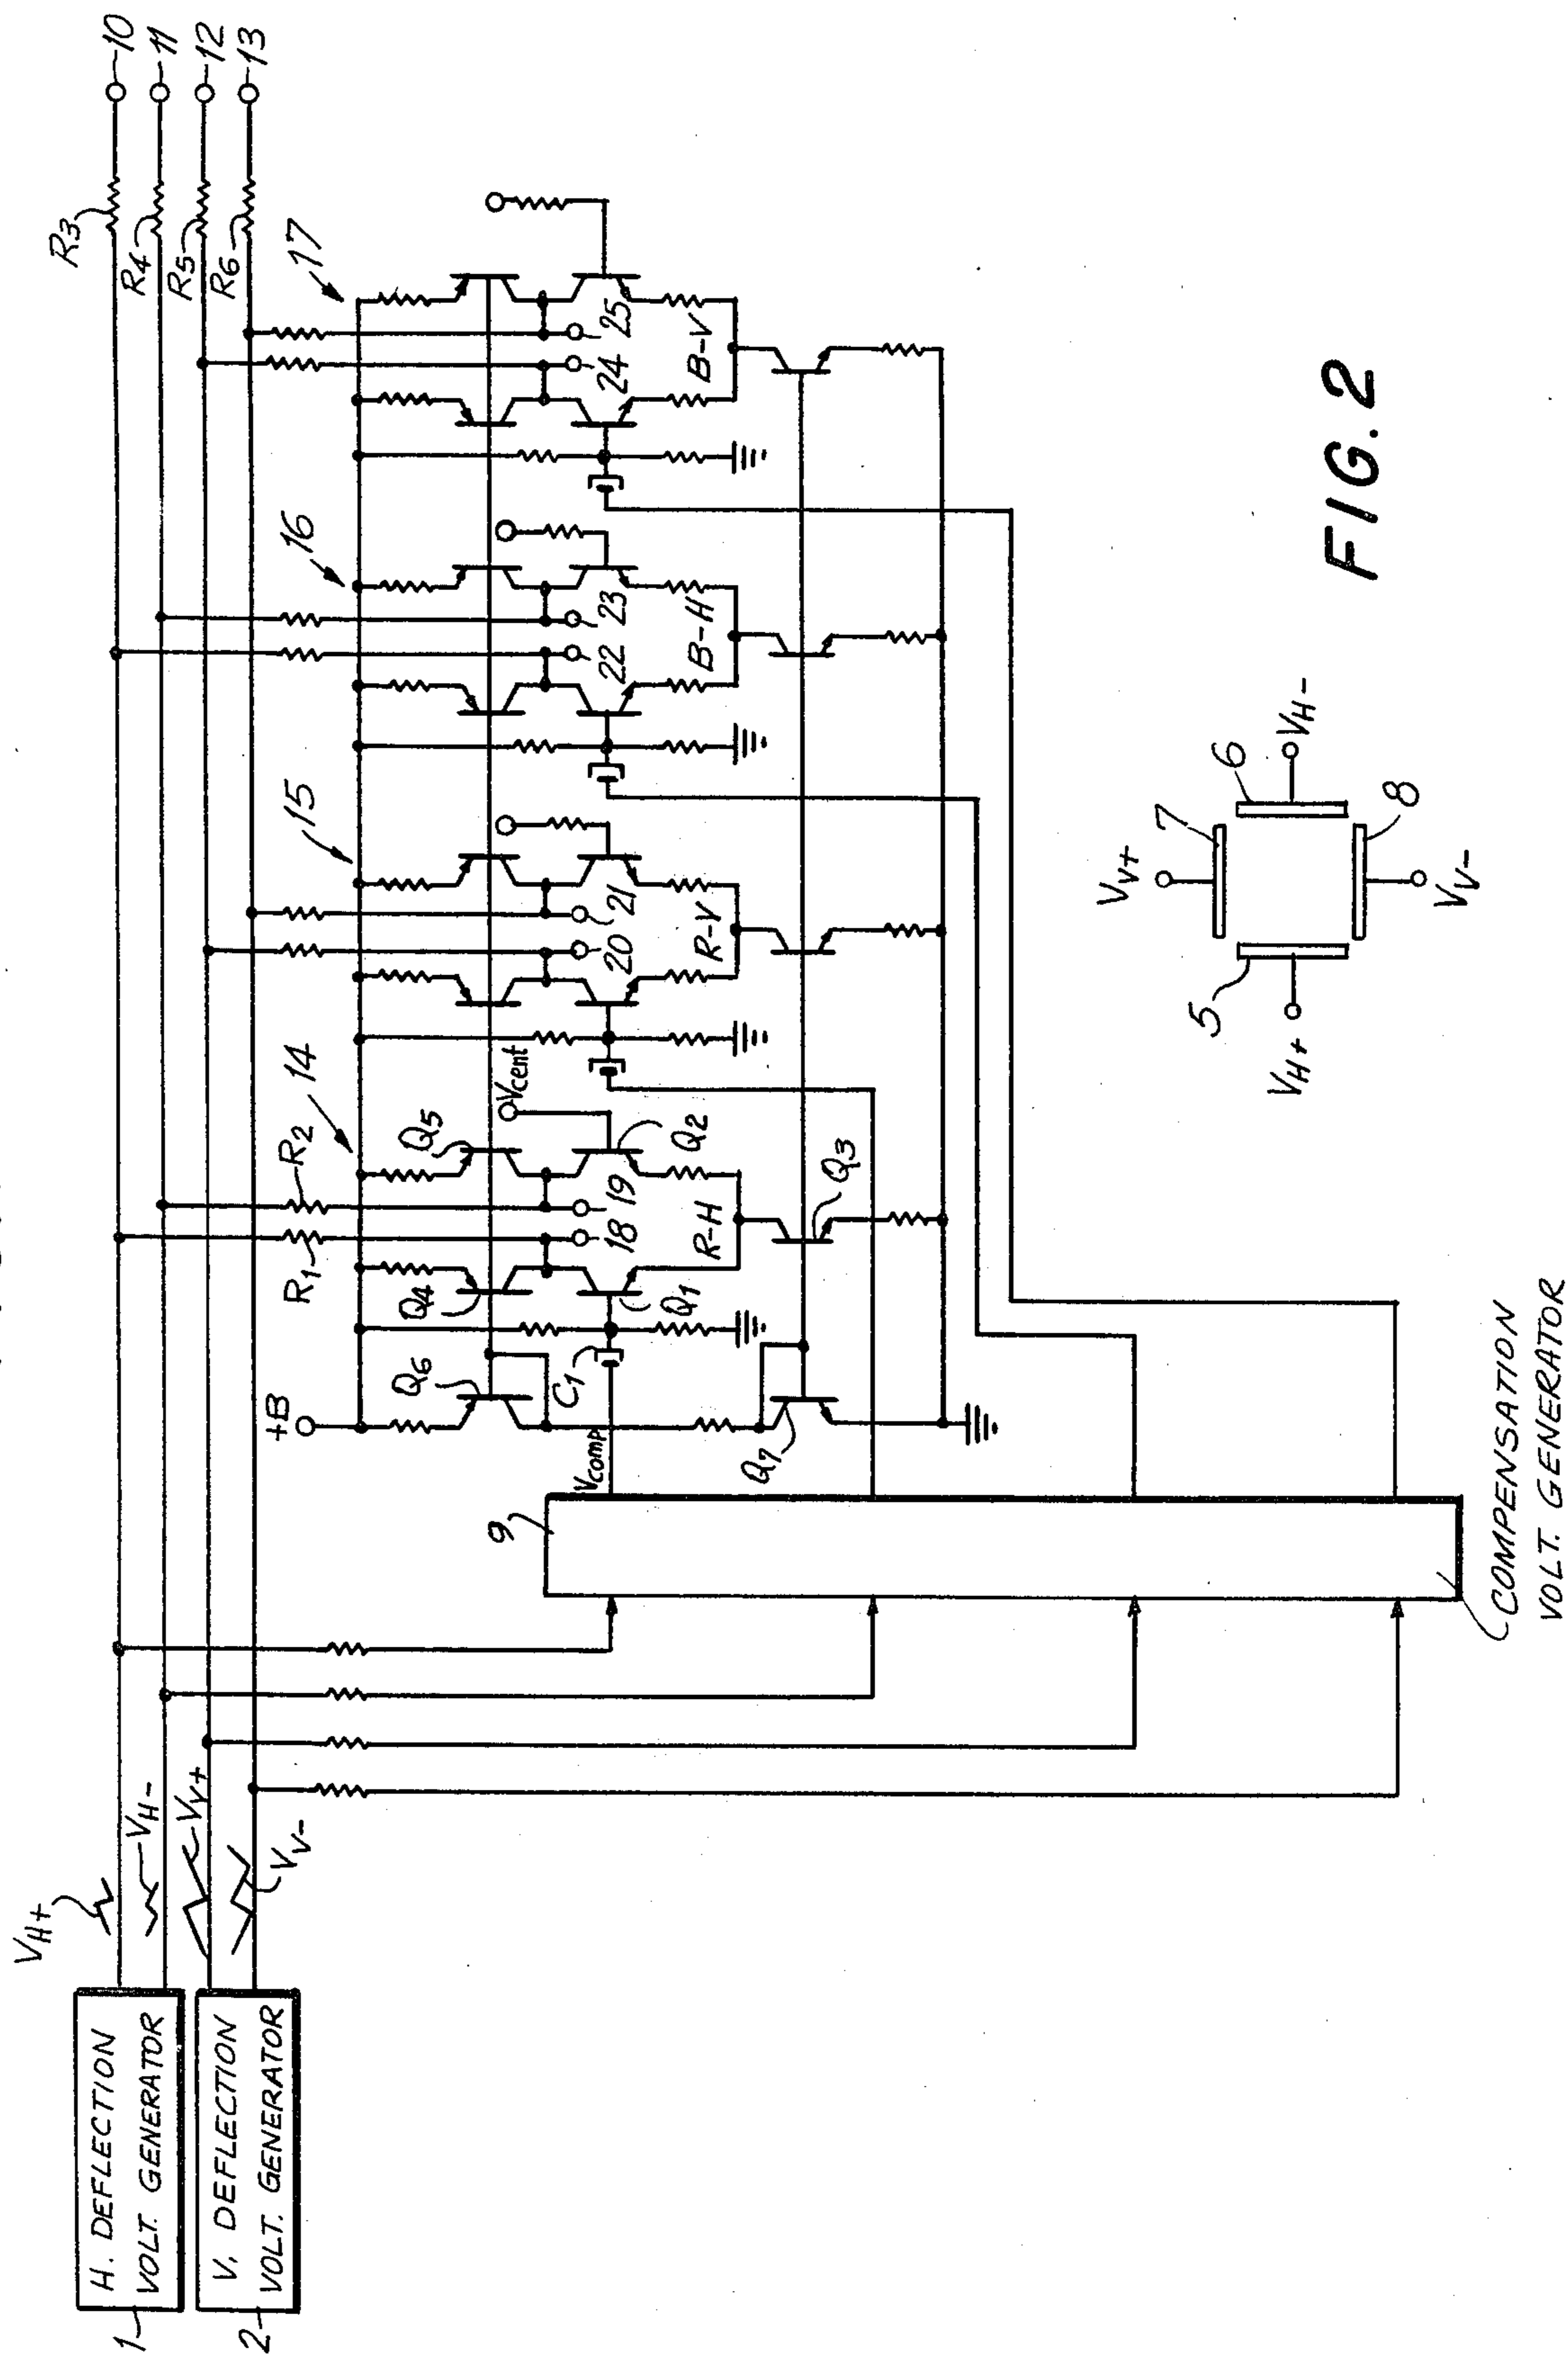 10
11
12
13
R3
R4
R5
R6
17
16
15
14
R2
R1
25
24
B-V
23
22
B-H
21
20
R-V
Vcent
Q5
Q2
19
18
R-H
Q3
Q4
Q1
+B
Q6
C1
Vcomp
Q7
9
COMPENSATION
VOLT. GENERATOR
VH+
VH-
VV+
VV-
H. DEFLECTION
VOLT. GENERATOR
1
V. DEFLECTION
VOLT. GENERATOR
2
VV+
7
6
VH-
5
VH+
8
VV-
FIG. 2